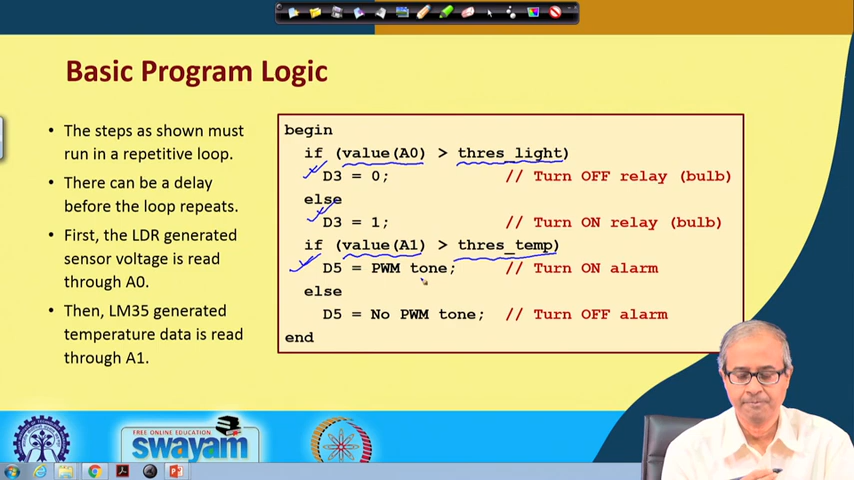 Basic Program Logic
• The steps as shown must
run in a repetitive loop.
• There can be a delay
before the loop repeats.
• First, the LDR generated
sensor voltage is read
through A0.
• Then, LM35 generated
temperature data is read
through A1.
begin
if (value(A0) > thres_light)
D3 = 0; // Turn OFF relay (bulb)
else
D3 = 1; // Turn ON relay (bulb)
if (value(A1) > thres_temp)
D5 = PWM tone; // Turn ON alarm
else
D5 = No PWM tone; // Turn OFF alarm
end
FREE ONLINE EDUCATION
swayam